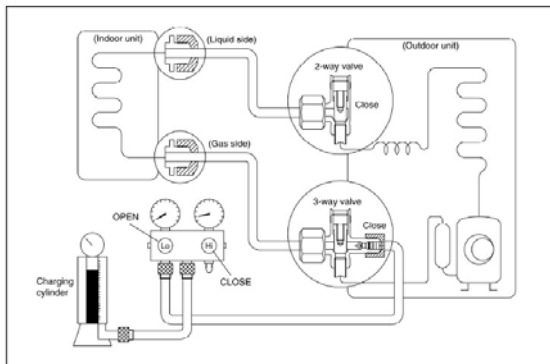 (Indoor unit)
(Liquid side)
(Outdoor unit)
2-way valve
Close
(Gas side)
3-way valve
Close
OPEN
Lo
Hi
CLOSE
Charging
cylinder